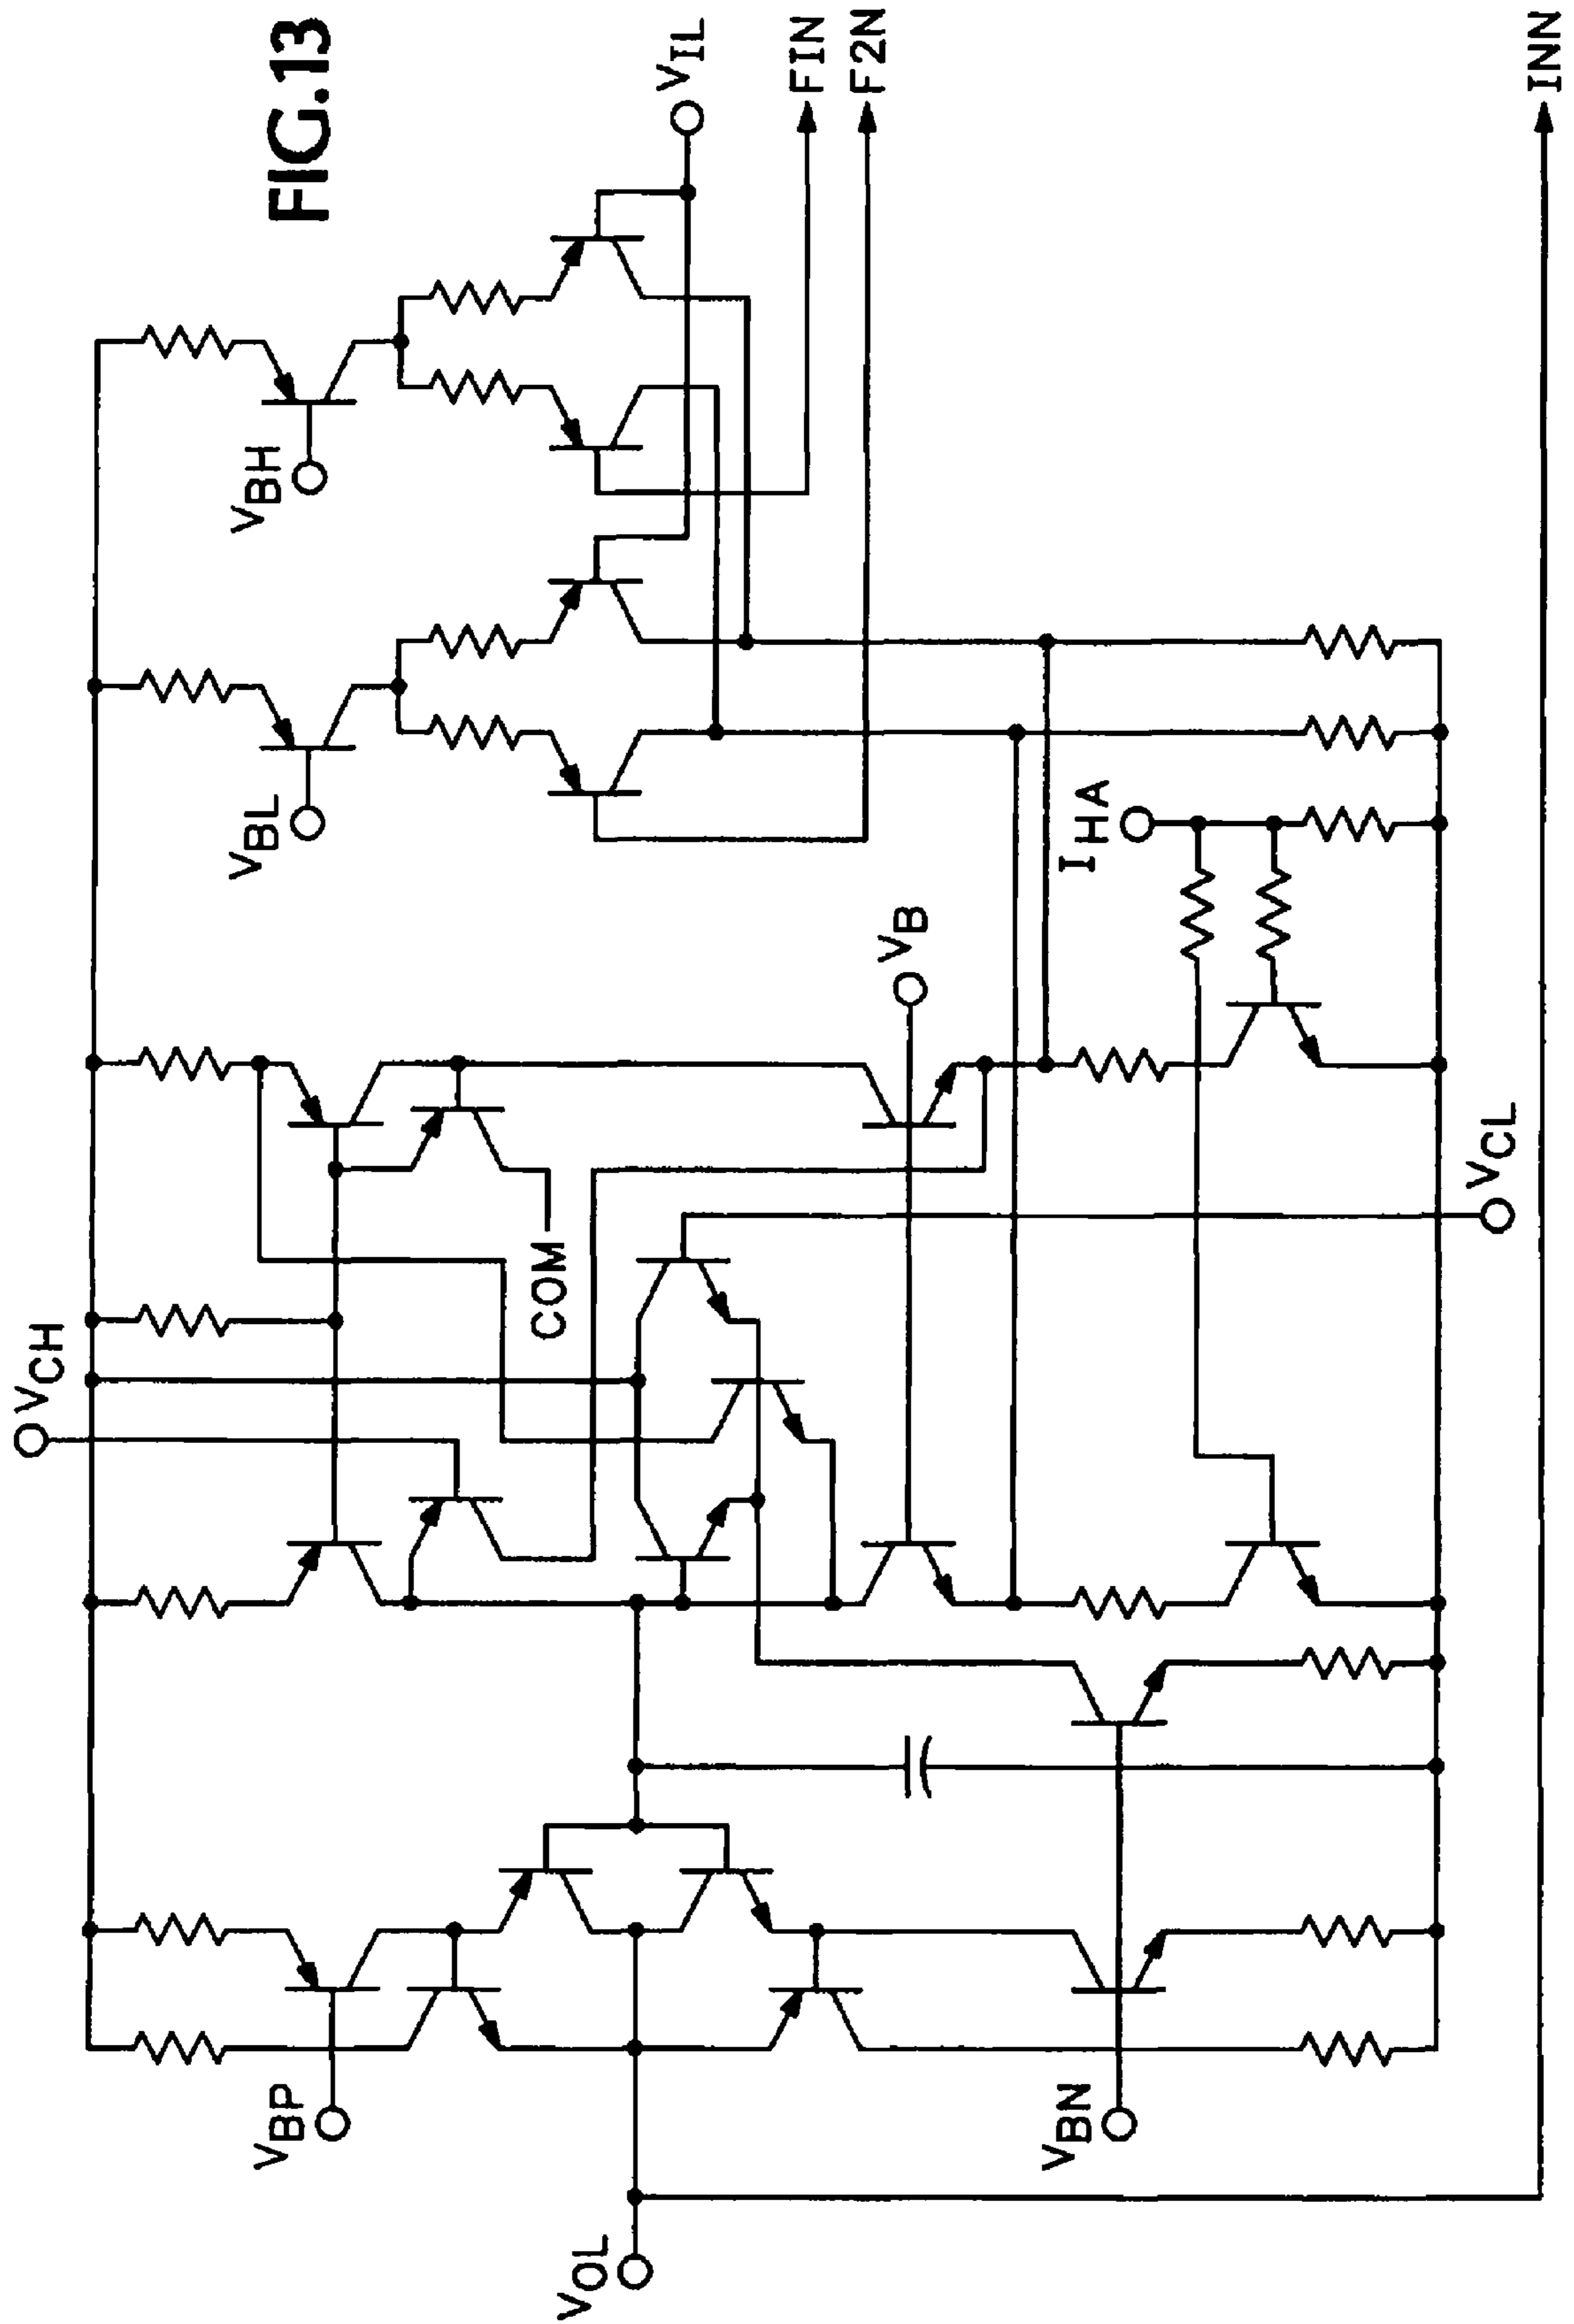 FIG.13
VCH
VIL
FIN
F2N
INN
VBH
VBL
IHA
VB
VCL
COM
VBP
VBN
VOL